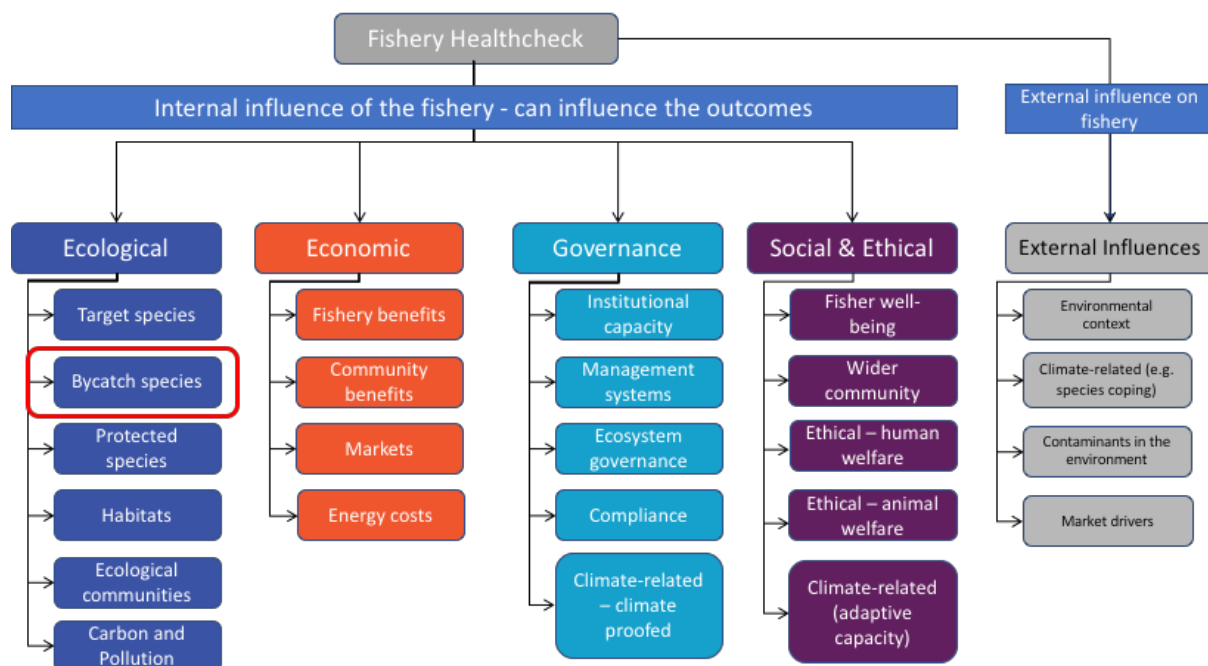 Fishery Healthcheck
Internal influence of the fishery - can influence the outcomes
External influence on
fishery
Ecological
Target species
Bycatch species
Protected
species
Habitats
Ecological
communities
Carbon and
Pollution
Economic
Fishery benefits
Community
benefits
Markets
Energy costs
Governance
Institutional
capacity
Management
systems
Ecosystem
governance
Compliance
Climate-related
– climate
proofed
Social & Ethical
Fisher well-
being
Wider
community
Ethical – human
welfare
Ethical – animal
welfare
Climate-related
(adaptive
capacity)
External Influences
Environmental
context
Climate-related (e.g.
species coping)
Contaminants in the
environment
Market drivers